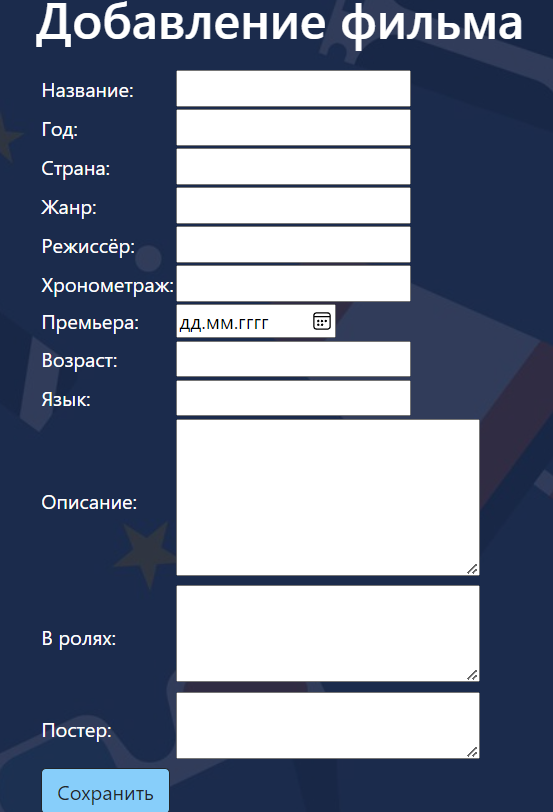 Добавление фильма
Название:
Год:
Страна:
Жанр:
Режиссёр:
Хронометраж:
Премьера: дд.мм.гггг
Возраст:
Язык:
Описание:
В ролях:
Постер:
Сохранить